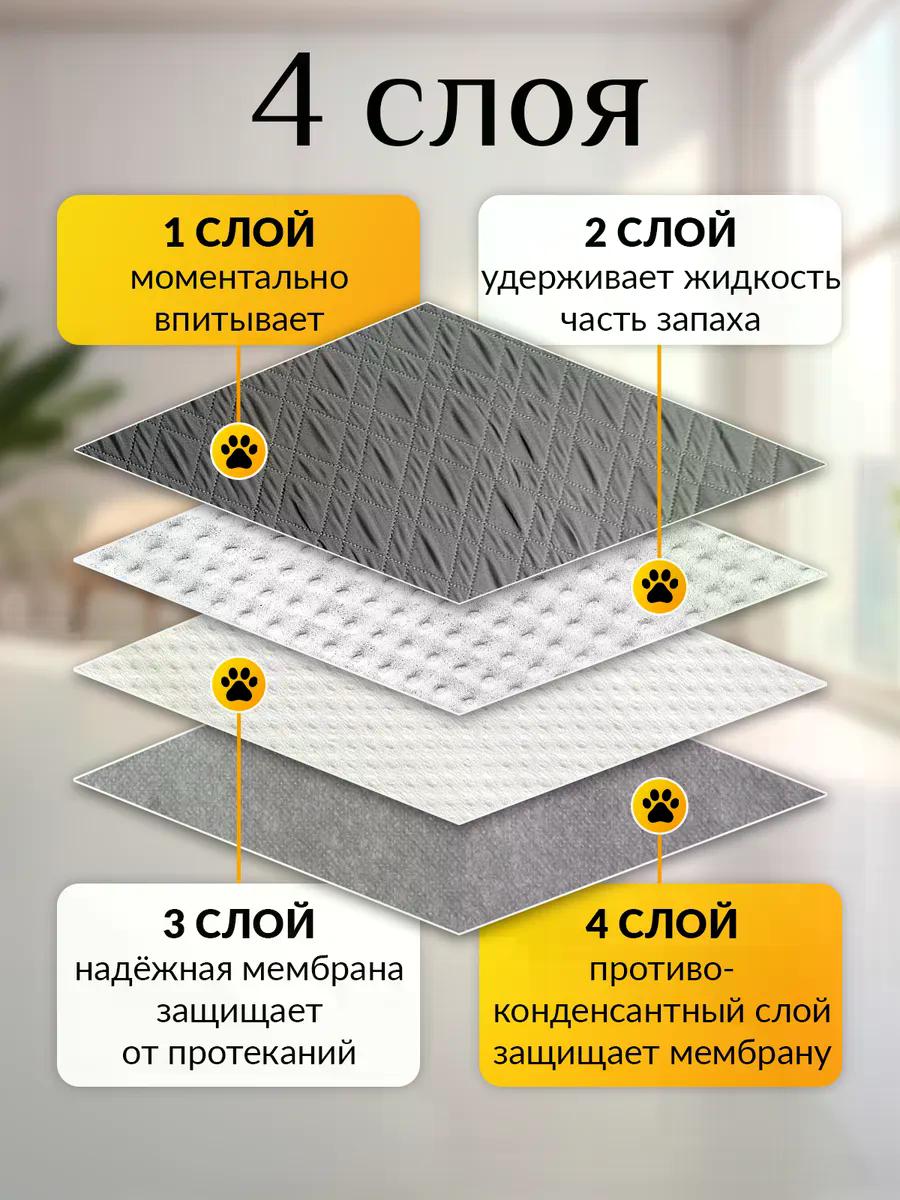 4 слоя
1 СЛОЙ
моментально
впитывает
2 СЛОЙ
удерживает жидкость
часть запаха
3 СЛОЙ
надёжная мембрана
защищает
от протеканий
4 СЛОЙ
противо-
конденсантный слой
защищает мембрану